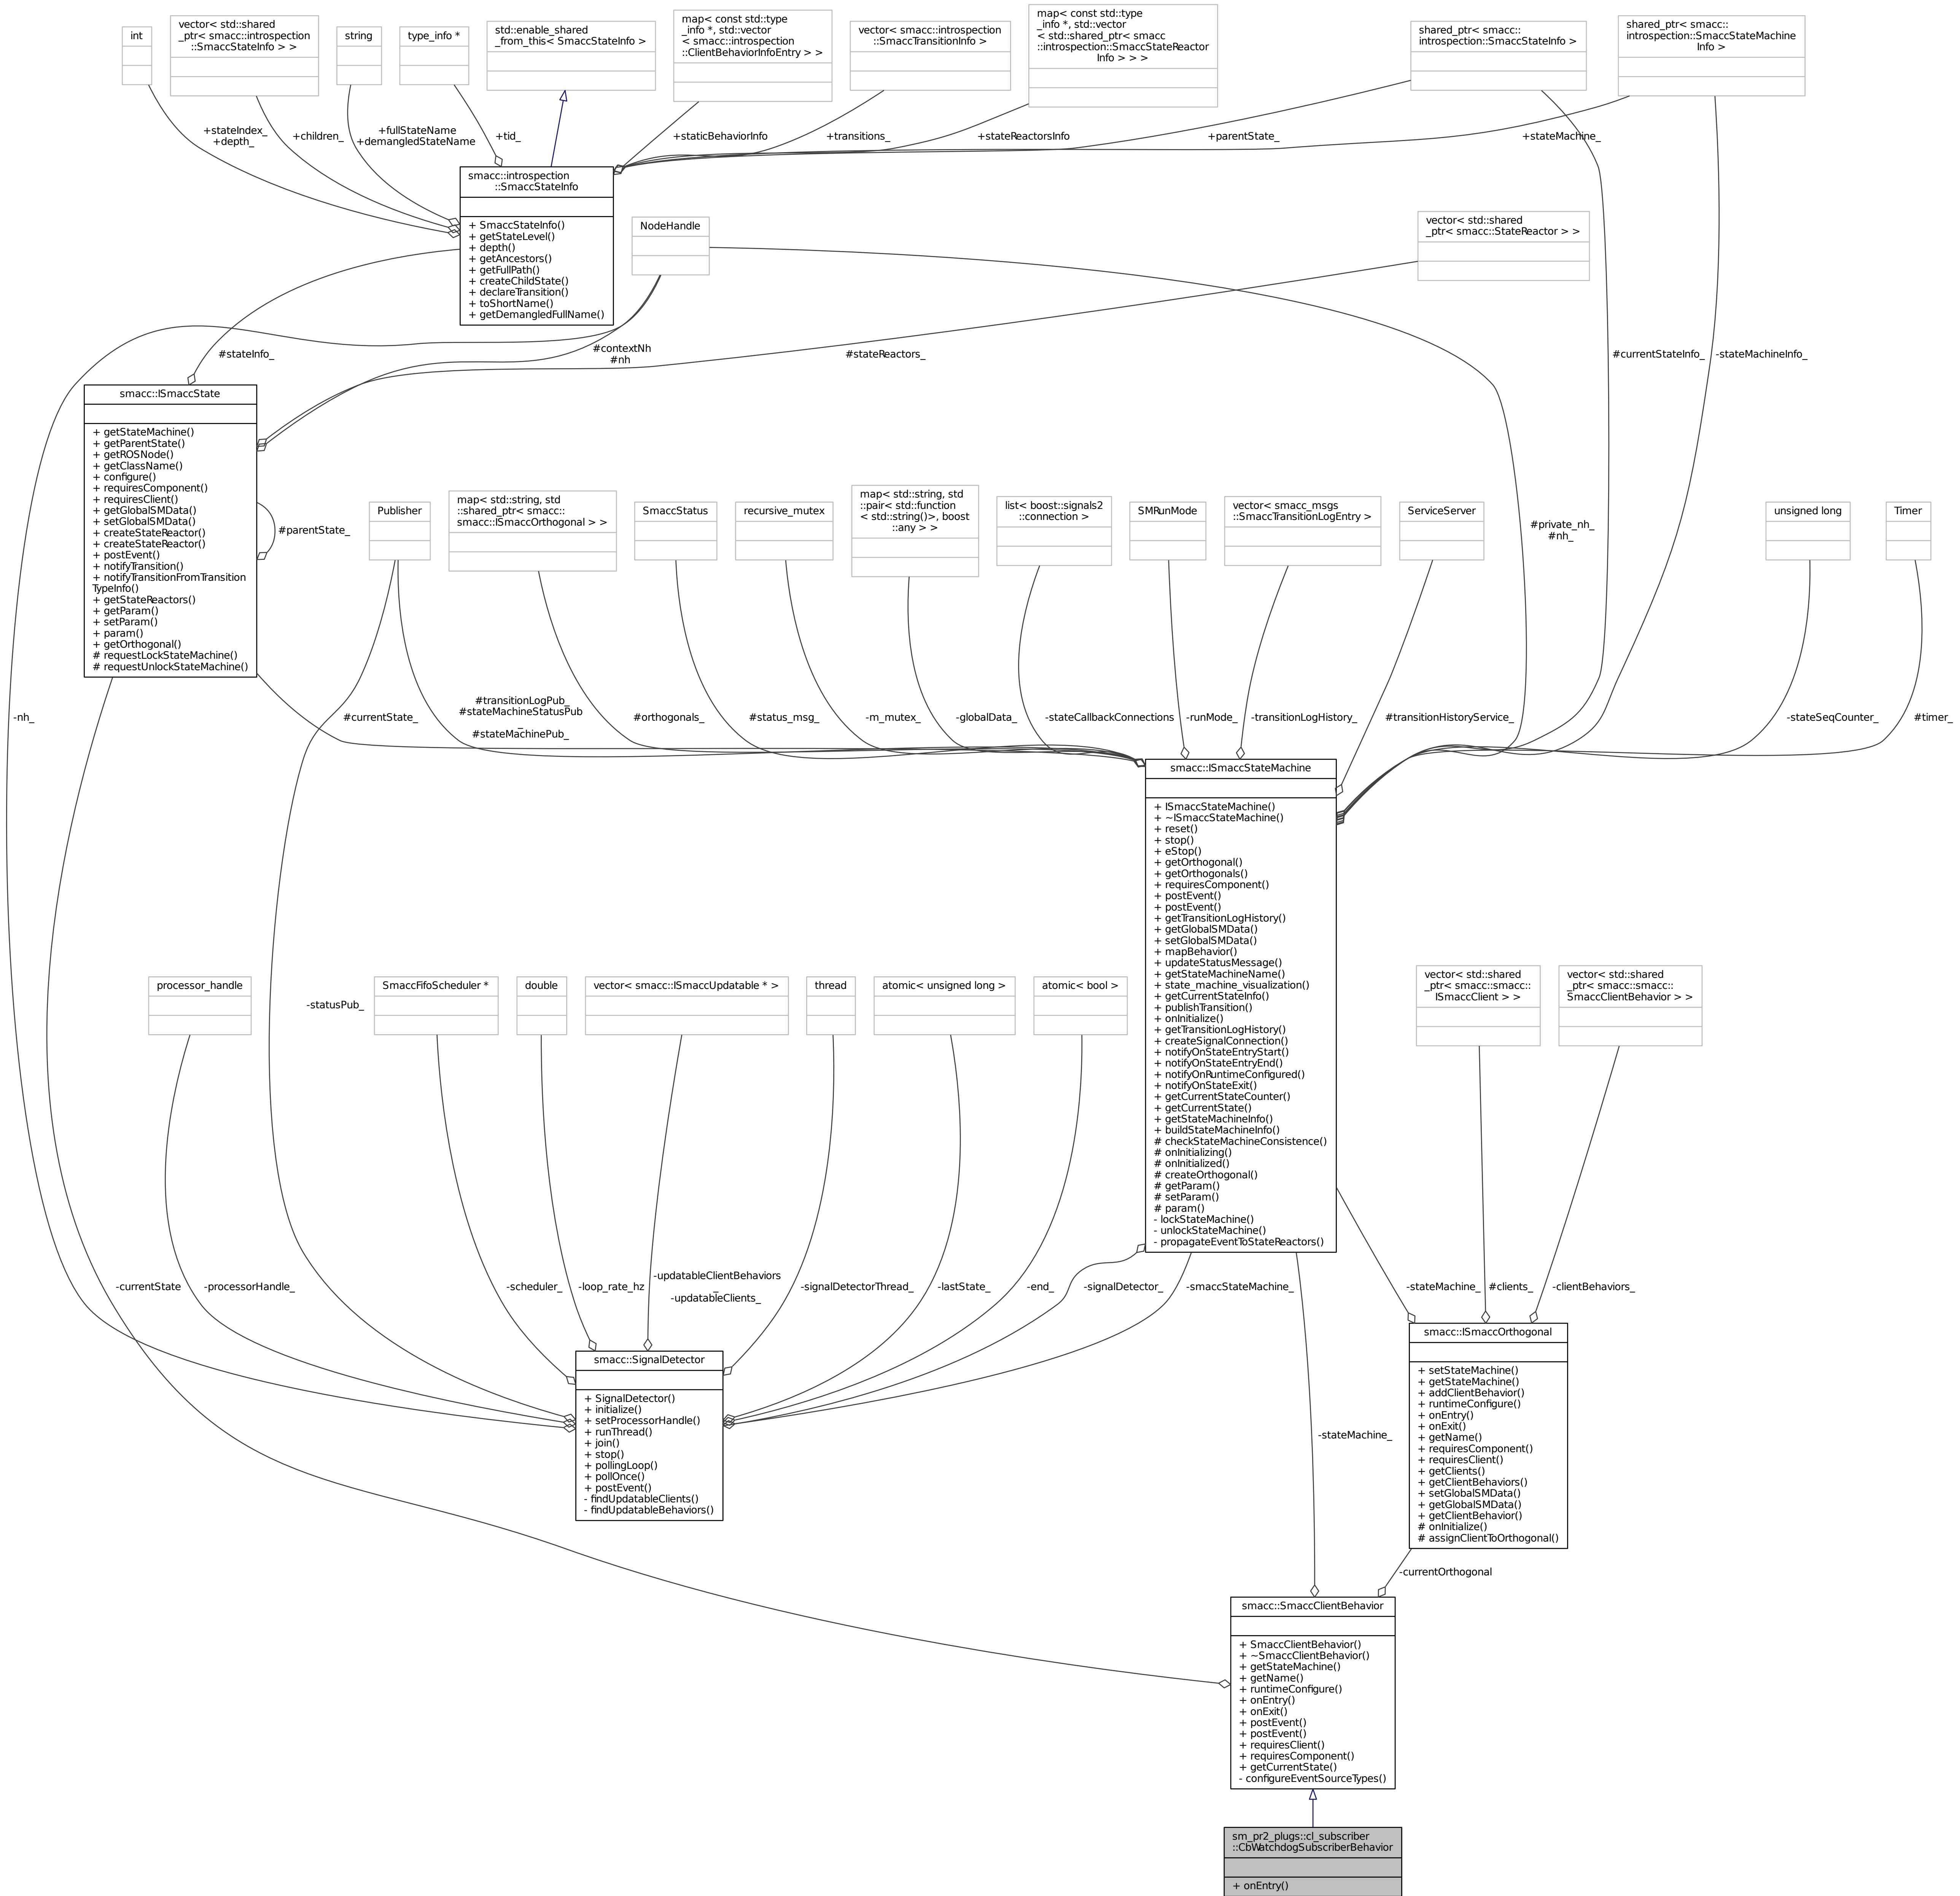 int
vector< std::shared
_ptr< smacc::introspection
::SmaccStateInfo > >
string
type_info *
std::enable_shared
_from_this< SmaccStateInfo >
map< const std::type
_info *, std::vector
< smacc::introspection
::ClientBehaviorInfoEntry > >
vector< smacc::introspection
::SmaccTransitionInfo >
map< const std::type
_info *, std::vector
< std::shared_ptr< smacc
::introspection::SmaccStateReactor
Info > > >
shared_ptr< smacc::
introspection::SmaccStateInfo >
shared_ptr< smacc::
introspection::SmaccStateMachine
Info >
+stateIndex_
+depth_
+children_
+fullStateName
+demangledStateName
+tid_
+staticBehaviorInfo
+transitions_
+stateReactorsInfo
+parentState_
+stateMachine_
smacc::introspection
::SmaccStateInfo
+ SmaccStateInfo()
+ getStateLevel()
+ depth()
+ getAncestors()
+ getFullPath()
+ createChildState()
+ declareTransition()
+ toShortName()
+ getDemangledFullName()
NodeHandle
vector< std::shared
_ptr< smacc::StateReactor > >
#stateInfo_
#contextNh
#nh
#stateReactors_
#currentStateInfo_
-stateMachineInfo_
smacc::ISmaccState
+ getStateMachine()
+ getParentState()
+ getROSNode()
+ getClassName()
+ configure()
+ requiresComponent()
+ requiresClient()
+ getGlobalSMData()
+ setGlobalSMData()
+ createStateReactor()
+ createStateReactor()
+ postEvent()
+ notifyTransition()
+ notifyTransitionFromTransition
TypeInfo()
+ getStateReactors()
+ getParam()
+ setParam()
+ param()
+ getOrthogonal()
# requestLockStateMachine()
# requestUnlockStateMachine()
#parentState_
Publisher
map< std::string, std
::shared_ptr< smacc::
smacc::ISmaccOrthogonal > >
SmaccStatus
recursive_mutex
map< std::string, std
::pair< std::function
< std::string()>, boost
::any > >
list< boost::signals2
::connection >
SMRunMode
vector< smacc_msgs
::SmaccTransitionLogEntry >
ServiceServer
#private_nh_
#nh_
unsigned long
Timer
-nh_
#currentState_
#transitionLogPub_
#stateMachineStatusPub
_
#stateMachinePub_
#orthogonals_
#status_msg_
-m_mutex_
-globalData_
-stateCallbackConnections
-runMode_
-transitionLogHistory_
#transitionHistoryService_
-stateSeqCounter_
#timer_
smacc::ISmaccStateMachine
+ ISmaccStateMachine()
+ ~ISmaccStateMachine()
+ reset()
+ stop()
+ eStop()
+ getOrthogonal()
+ getOrthogonals()
+ requiresComponent()
+ postEvent()
+ postEvent()
+ getTransitionLogHistory()
+ getGlobalSMData()
+ setGlobalSMData()
+ mapBehavior()
+ updateStatusMessage()
+ getStateMachineName()
+ state_machine_visualization()
+ getCurrentStateInfo()
+ publishTransition()
+ onInitialize()
+ getTransitionLogHistory()
+ createSignalConnection()
+ notifyOnStateEntryStart()
+ notifyOnStateEntryEnd()
+ notifyOnRuntimeConfigured()
+ notifyOnStateExit()
+ getCurrentStateCounter()
+ getCurrentState()
+ getStateMachineInfo()
+ buildStateMachineInfo()
# checkStateMachineConsistence()
# onInitializing()
# onInitialized()
# createOrthogonal()
# getParam()
# setParam()
# param()
- lockStateMachine()
- unlockStateMachine()
- propagateEventToStateReactors()
processor_handle
-statusPub_
SmaccFifoScheduler *
double
vector< smacc::ISmaccUpdatable * >
thread
atomic< unsigned long >
atomic< bool >
vector< std::shared
_ptr< smacc::smacc::
ISmaccClient > >
vector< std::shared
_ptr< smacc::smacc::
SmaccClientBehavior > >
-currentState
-processorHandle_
-scheduler_
-loop_rate_hz
-updatableClientBehaviors
_
-updatableClients_
-signalDetectorThread_
-lastState_
-end_
-signalDetector_
-smaccStateMachine_
-stateMachine_
#clients_
-clientBehaviors_
smacc::SignalDetector
+ SignalDetector()
+ initialize()
+ setProcessorHandle()
+ runThread()
+ join()
+ stop()
+ pollingLoop()
+ pollOnce()
+ postEvent()
- findUpdatableClients()
- findUpdatableBehaviors()
-stateMachine_
smacc::ISmaccOrthogonal
+ setStateMachine()
+ getStateMachine()
+ addClientBehavior()
+ runtimeConfigure()
+ onEntry()
+ onExit()
+ getName()
+ requiresComponent()
+ requiresClient()
+ getClients()
+ getClientBehaviors()
+ setGlobalSMData()
+ getGlobalSMData()
+ getClientBehavior()
# onInitialize()
# assignClientToOrthogonal()
-currentOrthogonal
smacc::SmaccClientBehavior
+ SmaccClientBehavior()
+ ~SmaccClientBehavior()
+ getStateMachine()
+ getName()
+ runtimeConfigure()
+ onEntry()
+ onExit()
+ postEvent()
+ postEvent()
+ requiresClient()
+ requiresComponent()
+ getCurrentState()
- configureEventSourceTypes()
sm_pr2_plugs::cl_subscriber
::CbWatchdogSubscriberBehavior
+ onEntry()